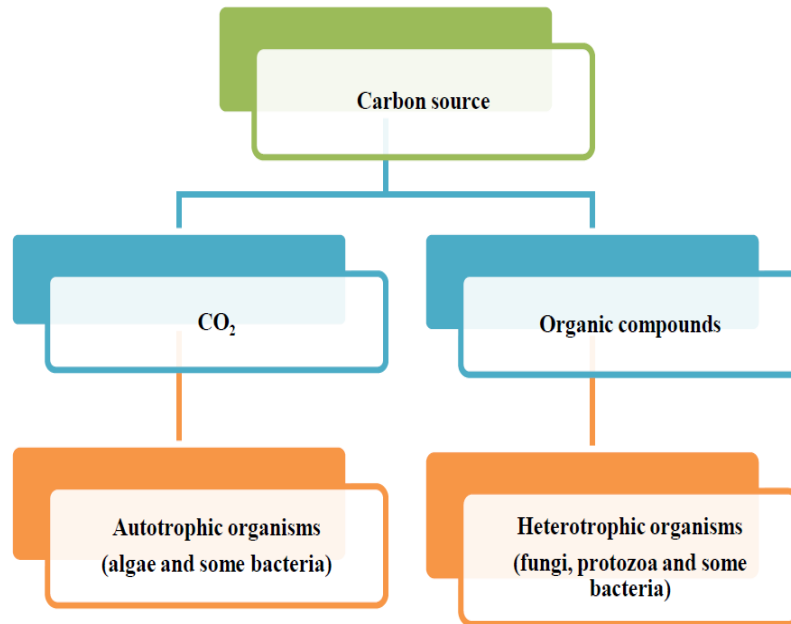 Carbon source
CO₂
Organic compounds
Autotrophic organisms
(algae and some bacteria)
Heterotrophic organisms
(fungi, protozoa and some
bacteria)